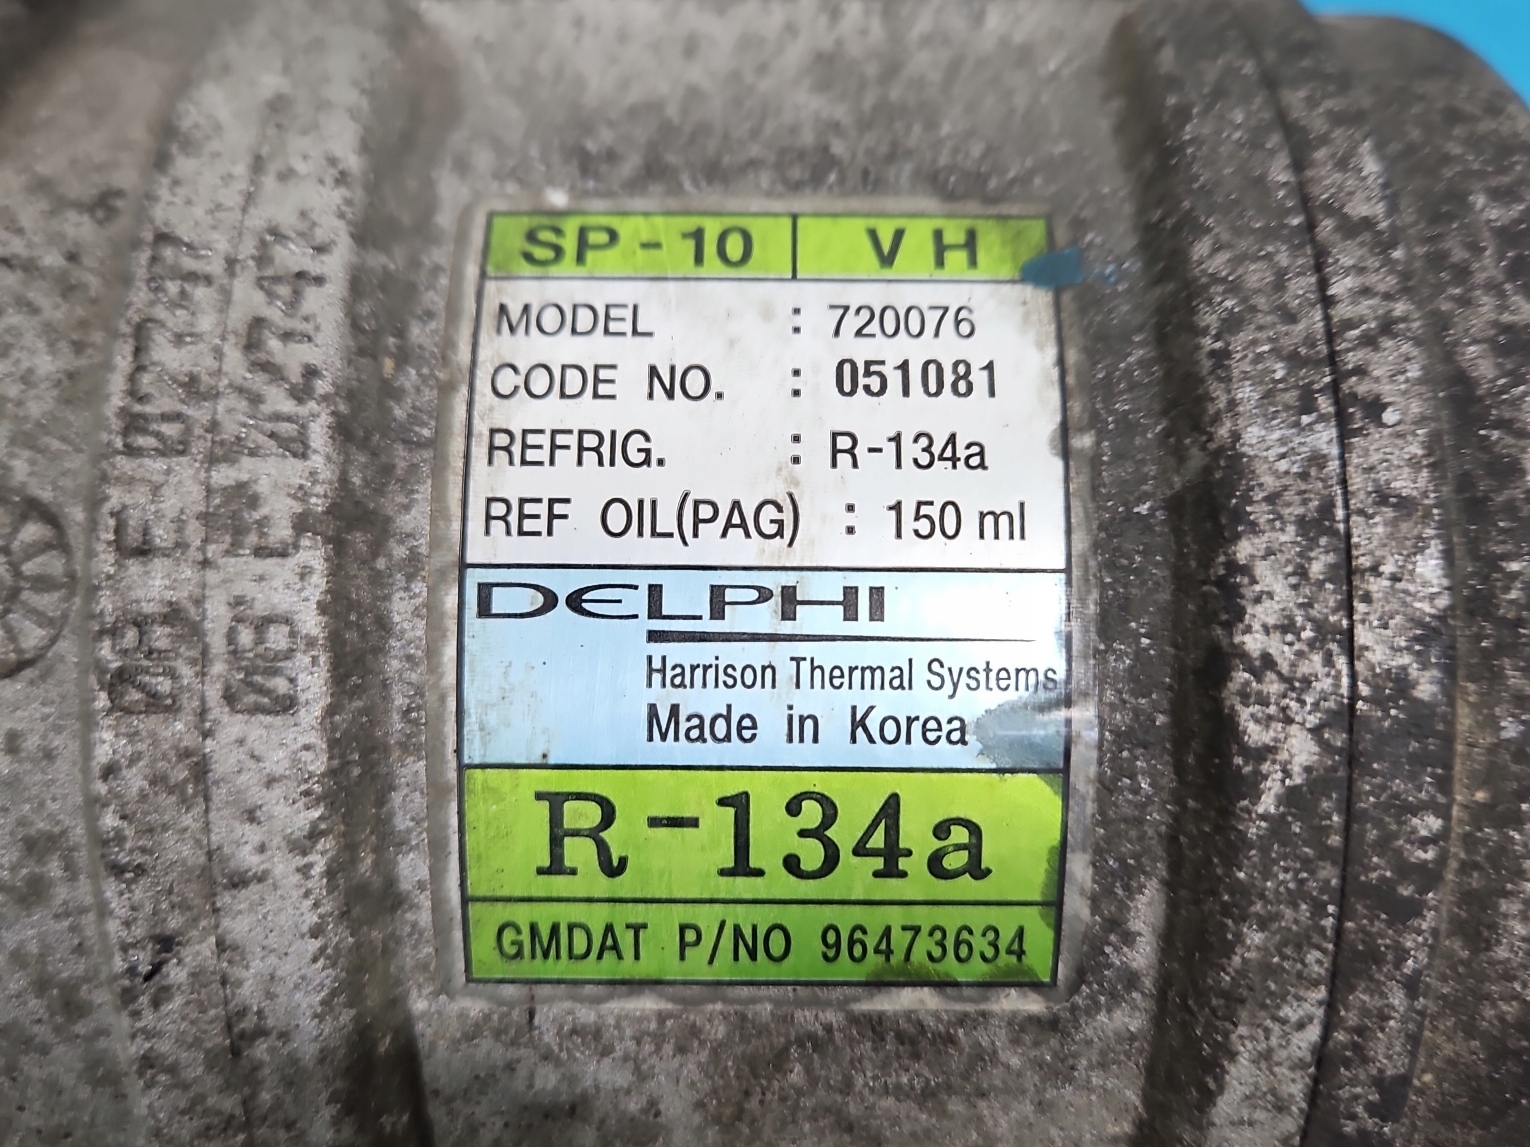 SP-10 VH
MODEL : 720076
CODE NO. : 051081
REFRIG. : R-134a
REF OIL(PAG) : 150 ml
DELPHI
Harrison Thermal Systems
Made in Korea
R-134a
GMDAT P/NO 96473634